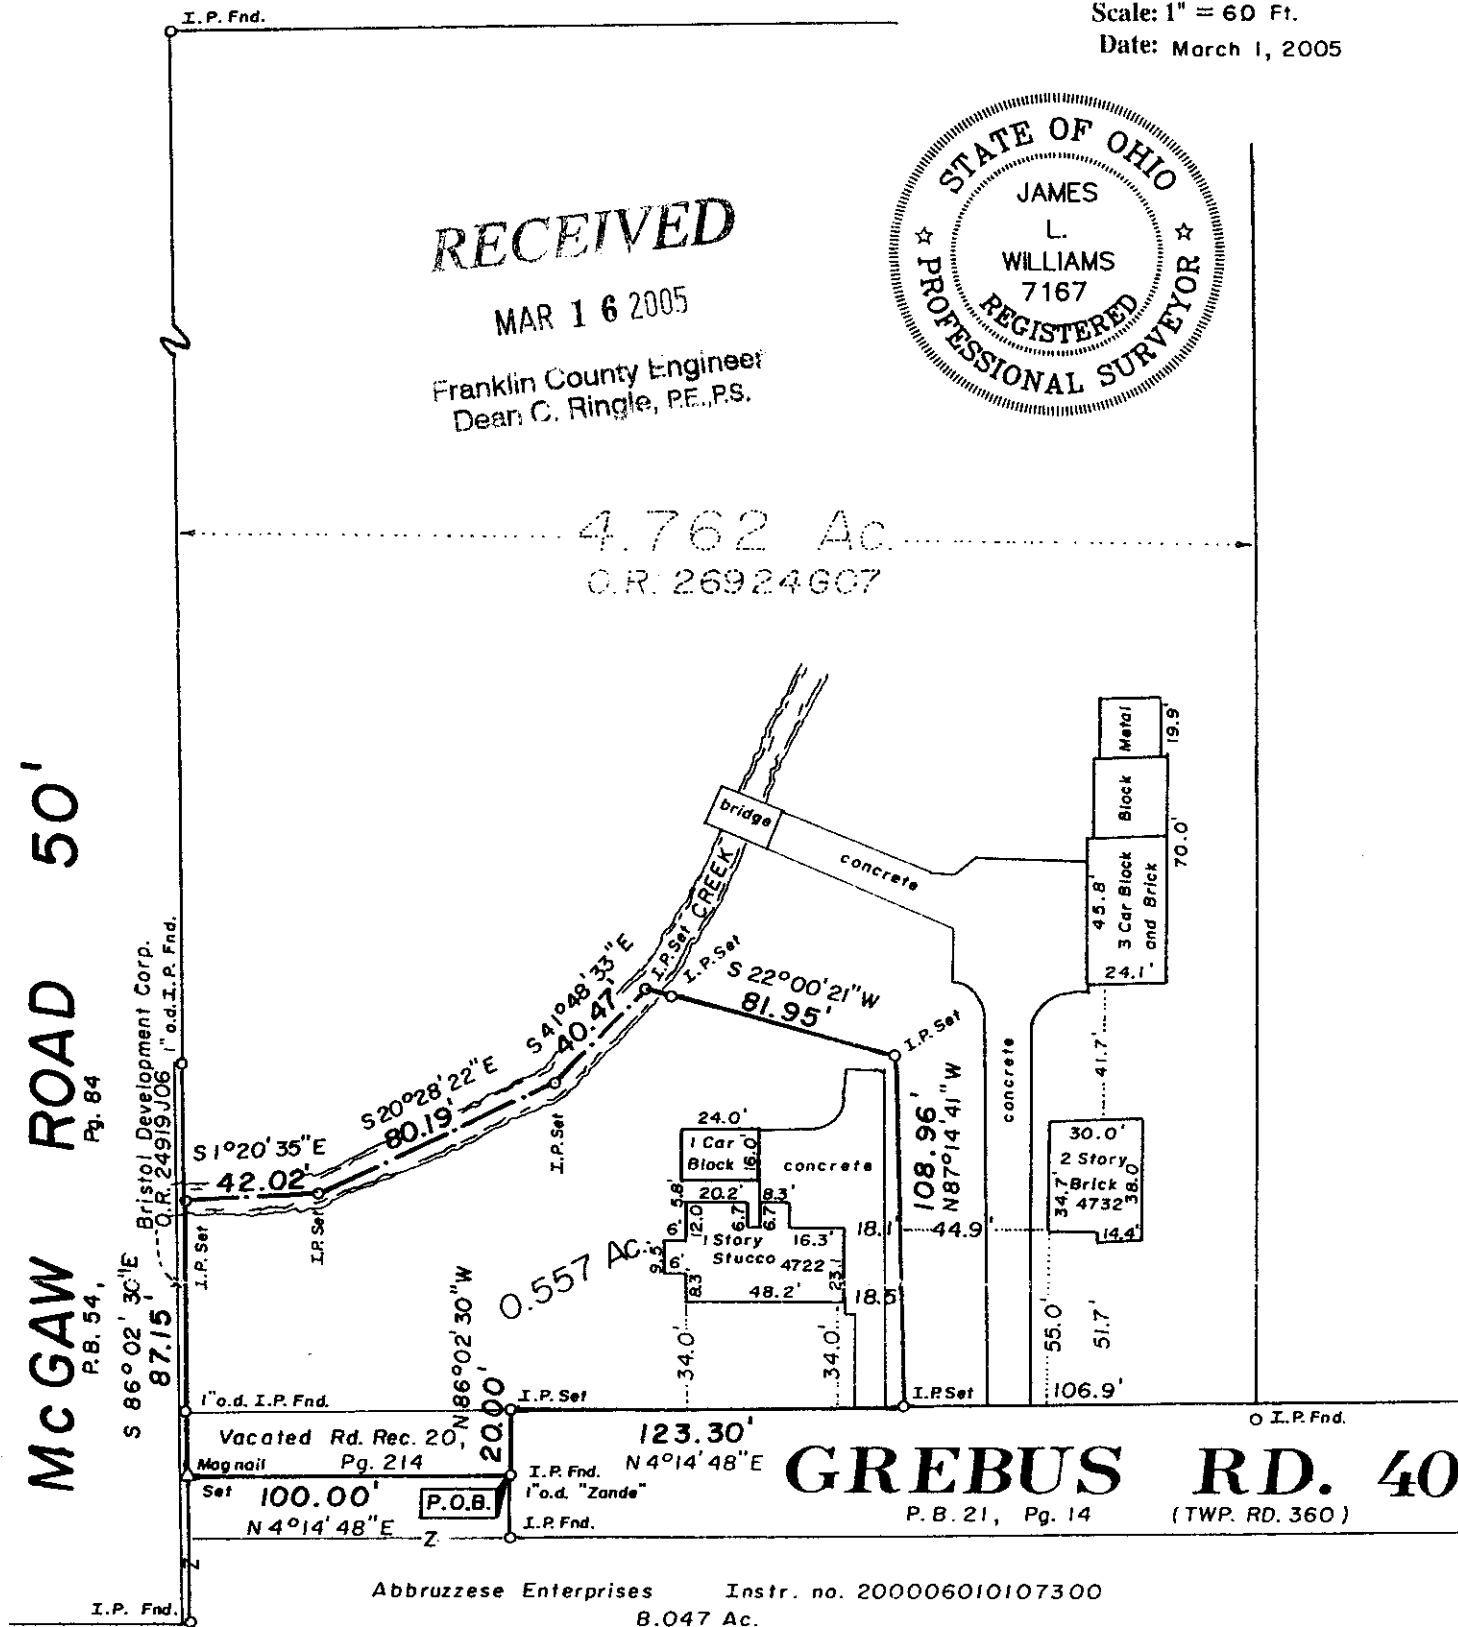 Scale: 1" = 60 Ft.
Date: March 1, 2005
I.P. Fnd.
STATE OF OHIO
JAMES
L.
WILLIAMS
7167
REGISTERED
PROFESSIONAL SURVEYOR
RECEIVED
MAR 16 2005
Franklin County Engineer
Dean C. Ringle, P.E., P.S.
4.762 Ac.
O.R. 26924G07
McGAW ROAD 50'
P.B. 54, Pg. 84
Bristol Development Corp.
O.R. 24919J06
1" o.d. I.P. Fnd.
S 86°02'30"E
87.15'
bridge
concrete
CREEK
Metal
19.9'
Block
70.0'
45.8'
3 Car Block
and Brick
24.1'
41.7'
S 1°20'35"E
42.02'
I.P. Set
I.P. Set
S 20°28'22"E
80.19'
I.P. Set
S 41°48'33"E
40.47'
I.P. Set
I.P. Set
S 22°00'21"W
81.95'
I.P. Set
108.96'
N87°14'41"W
concrete
24.0'
1 Car
Block
16.0'
concrete
5.8'
20.2'
8.3'
12.0'
6.7'
6.7'
6'
9.5'
6'
8.3'
1 Story
Stucco
16.3'
4722
23.1'
48.2'
18.1'
44.9'
18.5'
34.0'
34.0'
30.0'
2 Story
Brick
4732
34.7'
38.0'
14.4'
55.0'
51.7'
106.9'
0.557 Ac.
N 86°02'30"W
20.00'
1" o.d. I.P. Fnd.
I.P. Set
I.P. Set
I.P. Fnd.
Vacated Rd. Rec. 20,
Pg. 214
Mag nail
Set
100.00'
N 4°14'48"E
P.O.B.
I.P. Fnd.
1" o.d. "Zande"
I.P. Fnd.
123.30'
N 4°14'48"E
GREBUS RD. 40
P.B. 21, Pg. 14
(TWP. RD. 360)
Z
Z
I.P. Fnd.
Abbruzzese Enterprises
Instr. no. 200006010107300
8.047 Ac.